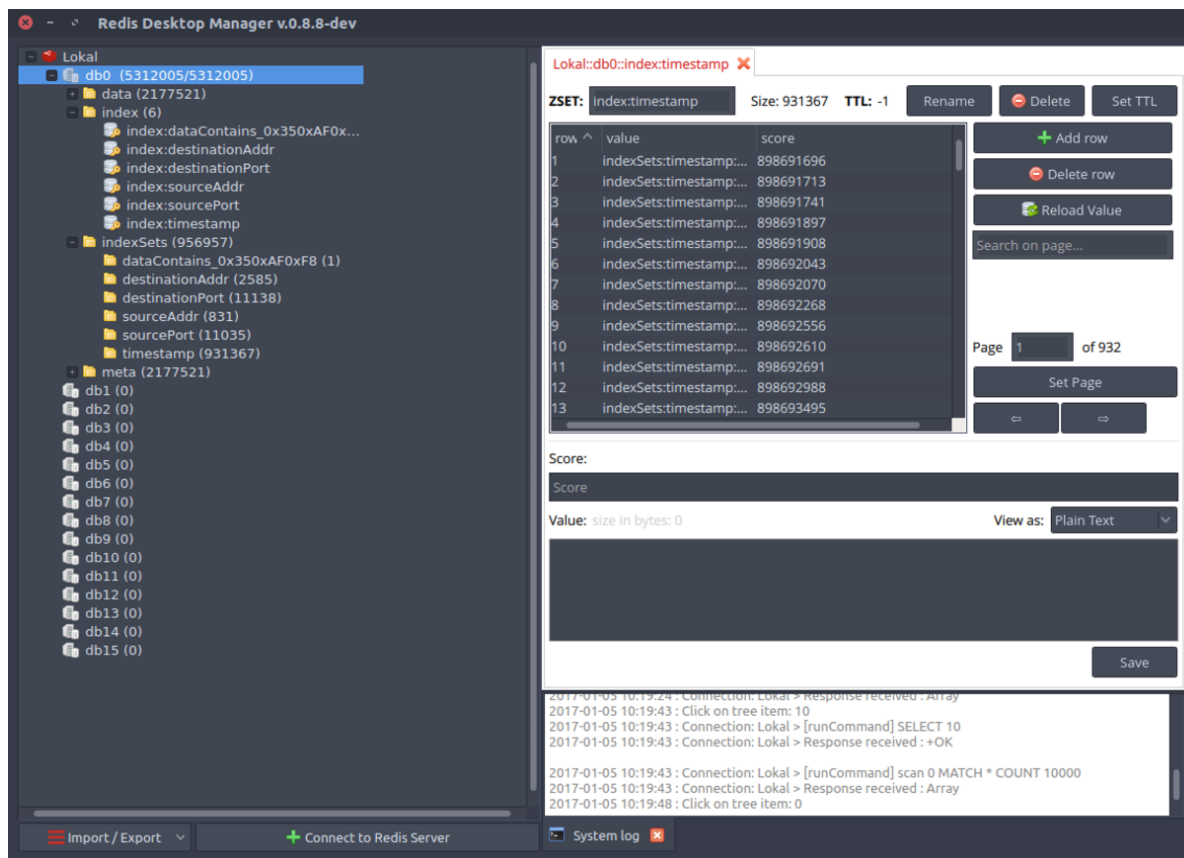 Redis Desktop Manager v.0.8.8-dev
Lokal
db0 (5312005/5312005)
data (2177521)
index (6)
index:dataContains_0x350xAF0x...
index:destinationAddr
index:destinationPort
index:sourceAddr
index:sourcePort
index:timestamp
indexSets (956957)
dataContains_0x350xAF0xF8 (1)
destinationAddr (2585)
destinationPort (11138)
sourceAddr (831)
sourcePort (11035)
timestamp (931367)
meta (2177521)
db1 (0)
db2 (0)
db3 (0)
db4 (0)
db5 (0)
db6 (0)
db7 (0)
db8 (0)
db9 (0)
db10 (0)
db11 (0)
db12 (0)
db13 (0)
db14 (0)
db15 (0)
Import / Export
Connect to Redis Server
Lokal::db0::index:timestamp
ZSET: index:timestamp Size: 931367 TTL: -1 Rename Delete Set TTL
row value score
1 indexSets:timestamp:... 898691696
2 indexSets:timestamp:... 898691713
3 indexSets:timestamp:... 898691741
4 indexSets:timestamp:... 898691897
5 indexSets:timestamp:... 898691908
6 indexSets:timestamp:... 898692043
7 indexSets:timestamp:... 898692070
8 indexSets:timestamp:... 898692268
9 indexSets:timestamp:... 898692556
10 indexSets:timestamp:... 898692610
11 indexSets:timestamp:... 898692691
12 indexSets:timestamp:... 898692988
13 indexSets:timestamp:... 898693495
Add row
Delete row
Reload Value
Search on page...
Page 1 of 932
Set Page
Score:
Score
Value: size in bytes: 0 View as: Plain Text
Save
2017-01-05 10:19:24 : Connection: Lokal > Response received : Array
2017-01-05 10:19:43 : Click on tree item: 10
2017-01-05 10:19:43 : Connection: Lokal > [runCommand] SELECT 10
2017-01-05 10:19:43 : Connection: Lokal > Response received : +OK
2017-01-05 10:19:43 : Connection: Lokal > [runCommand] scan 0 MATCH * COUNT 10000
2017-01-05 10:19:43 : Connection: Lokal > Response received : Array
2017-01-05 10:19:48 : Click on tree item: 0
System log